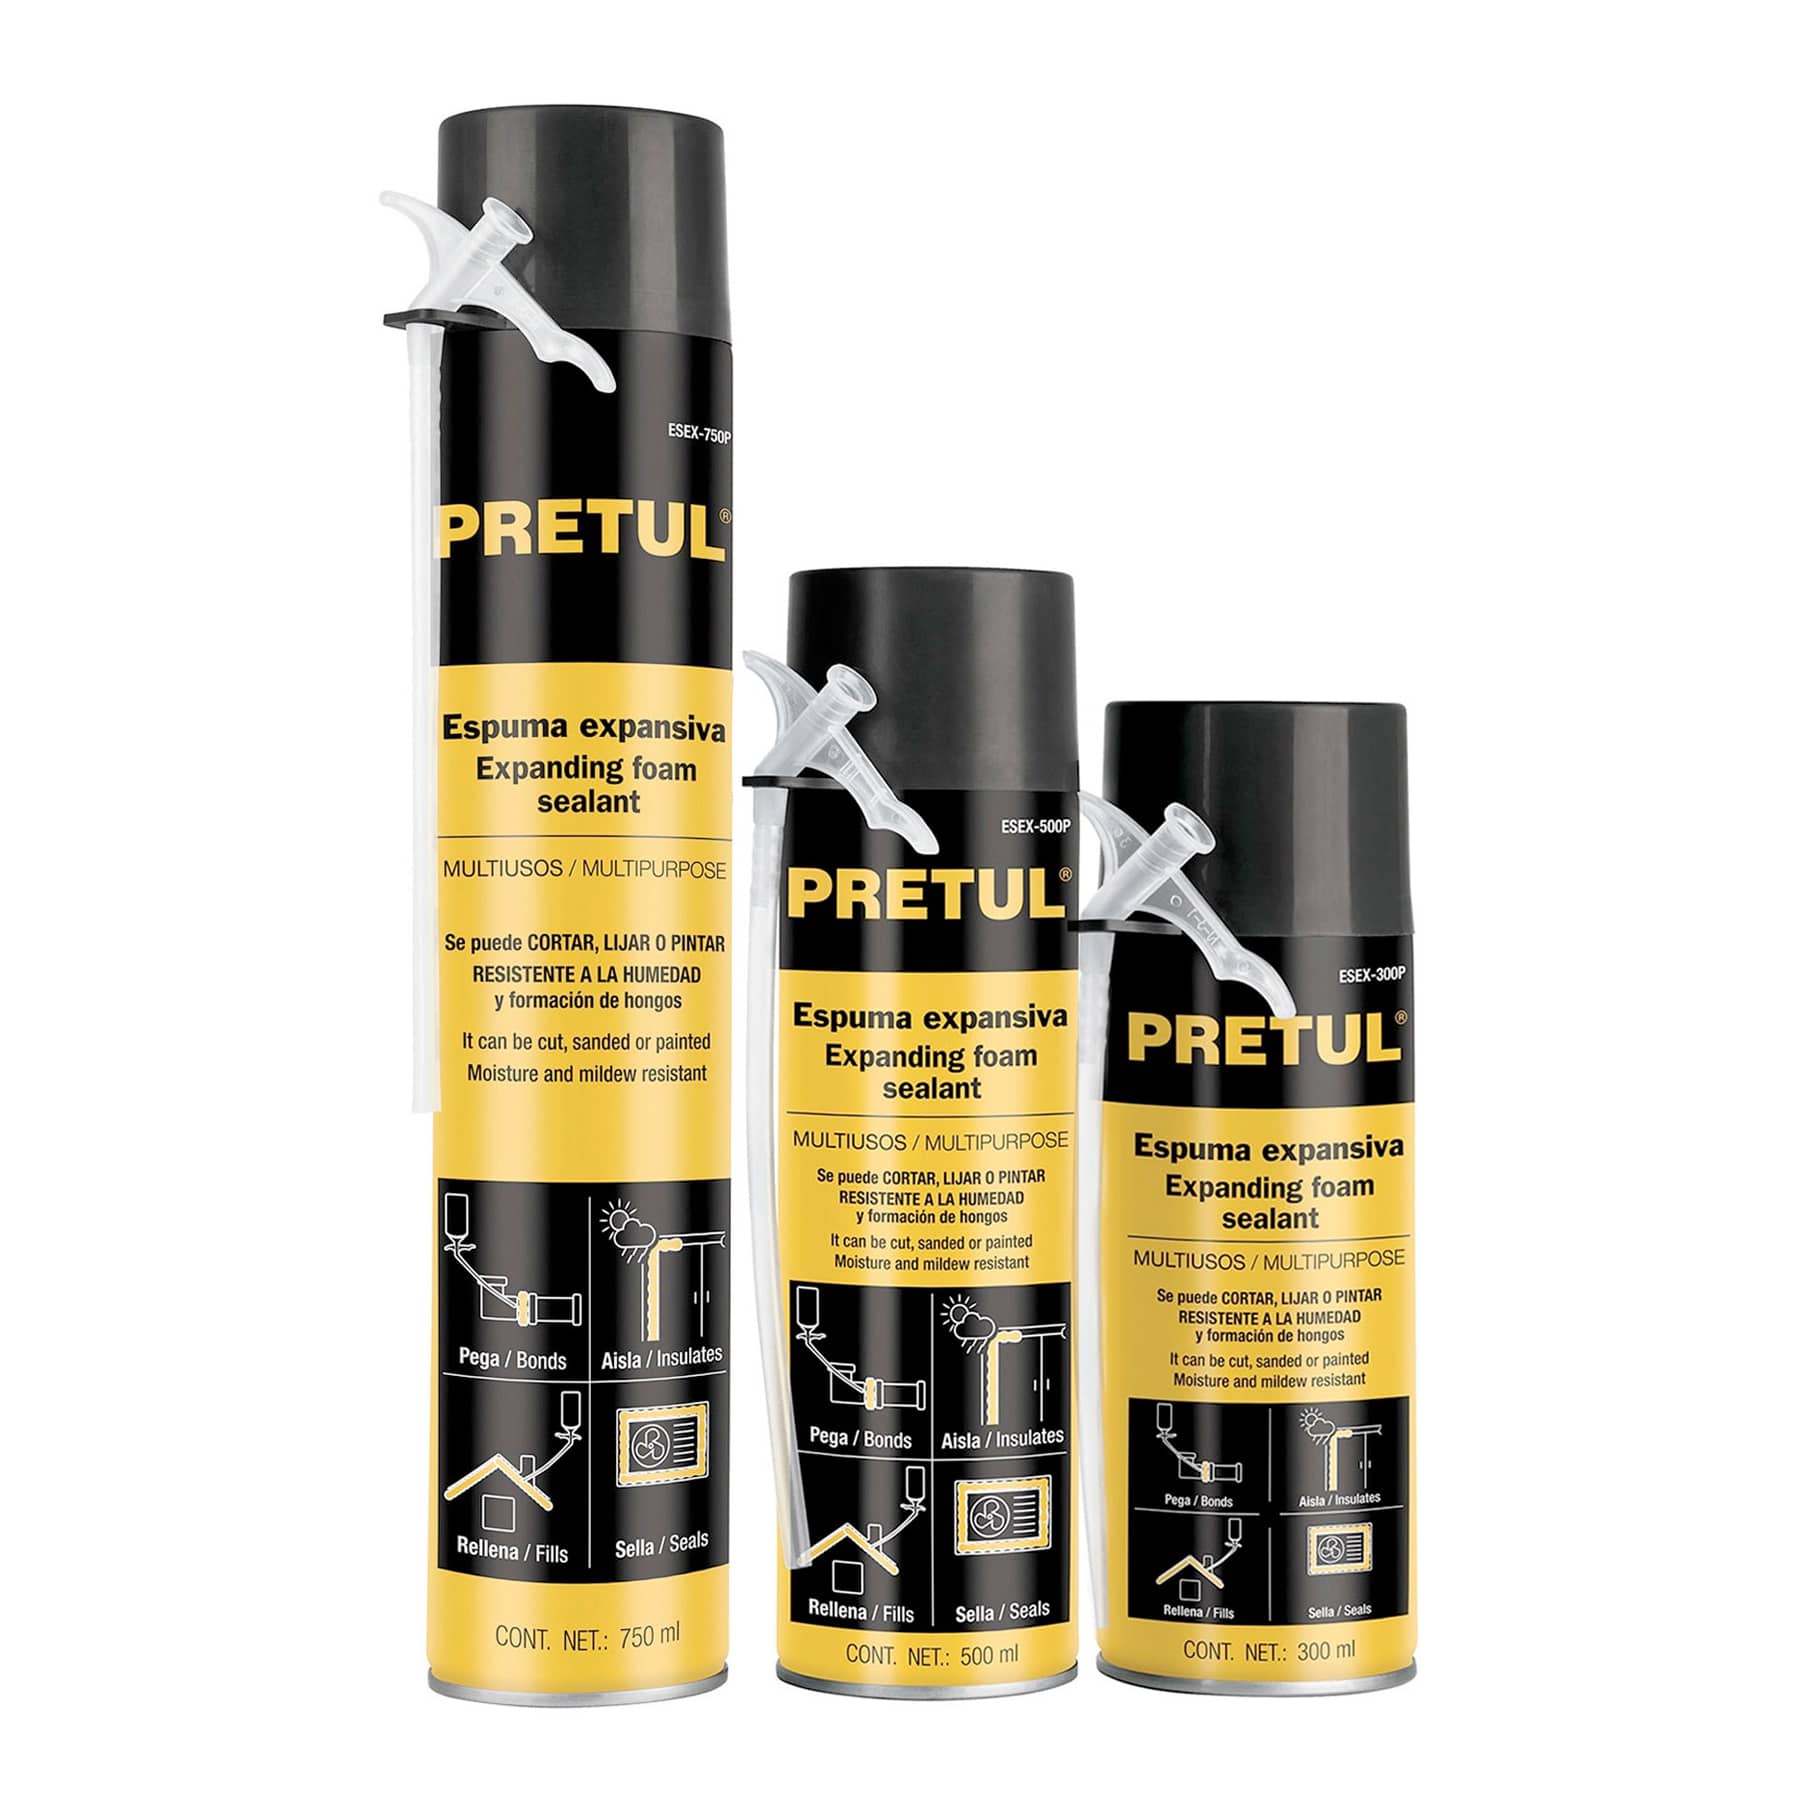 ESEX-750P
PRETUL®
Espuma expansiva
Expanding foam
sealant
MULTIUSOS / MULTIPURPOSE
Se puede CORTAR, LIJAR O PINTAR
RESISTENTE A LA HUMEDAD
y formación de hongos
It can be cut, sanded or painted
Moisture and mildew resistant
Pega / Bonds
Aisla / Insulates
Rellena / Fills
Sella / Seals
CONT. NET.: 750 ml
ESEX-500P
PRETUL®
Espuma expansiva
Expanding foam
sealant
MULTIUSOS / MULTIPURPOSE
Se puede CORTAR, LIJAR O PINTAR
RESISTENTE A LA HUMEDAD
y formación de hongos
It can be cut, sanded or painted
Moisture and mildew resistant
Pega / Bonds
Aisla / Insulates
Rellena / Fills
Sella / Seals
CONT. NET.: 500 ml
ESEX-300P
PRETUL®
Espuma expansiva
Expanding foam
sealant
MULTIUSOS / MULTIPURPOSE
Se puede CORTAR, LIJAR O PINTAR
RESISTENTE A LA HUMEDAD
y formación de hongos
It can be cut, sanded or painted
Moisture and mildew resistant
Pega / Bonds
Aisla / Insulates
Rellena / Fills
Sella / Seals
CONT. NET.: 300 ml